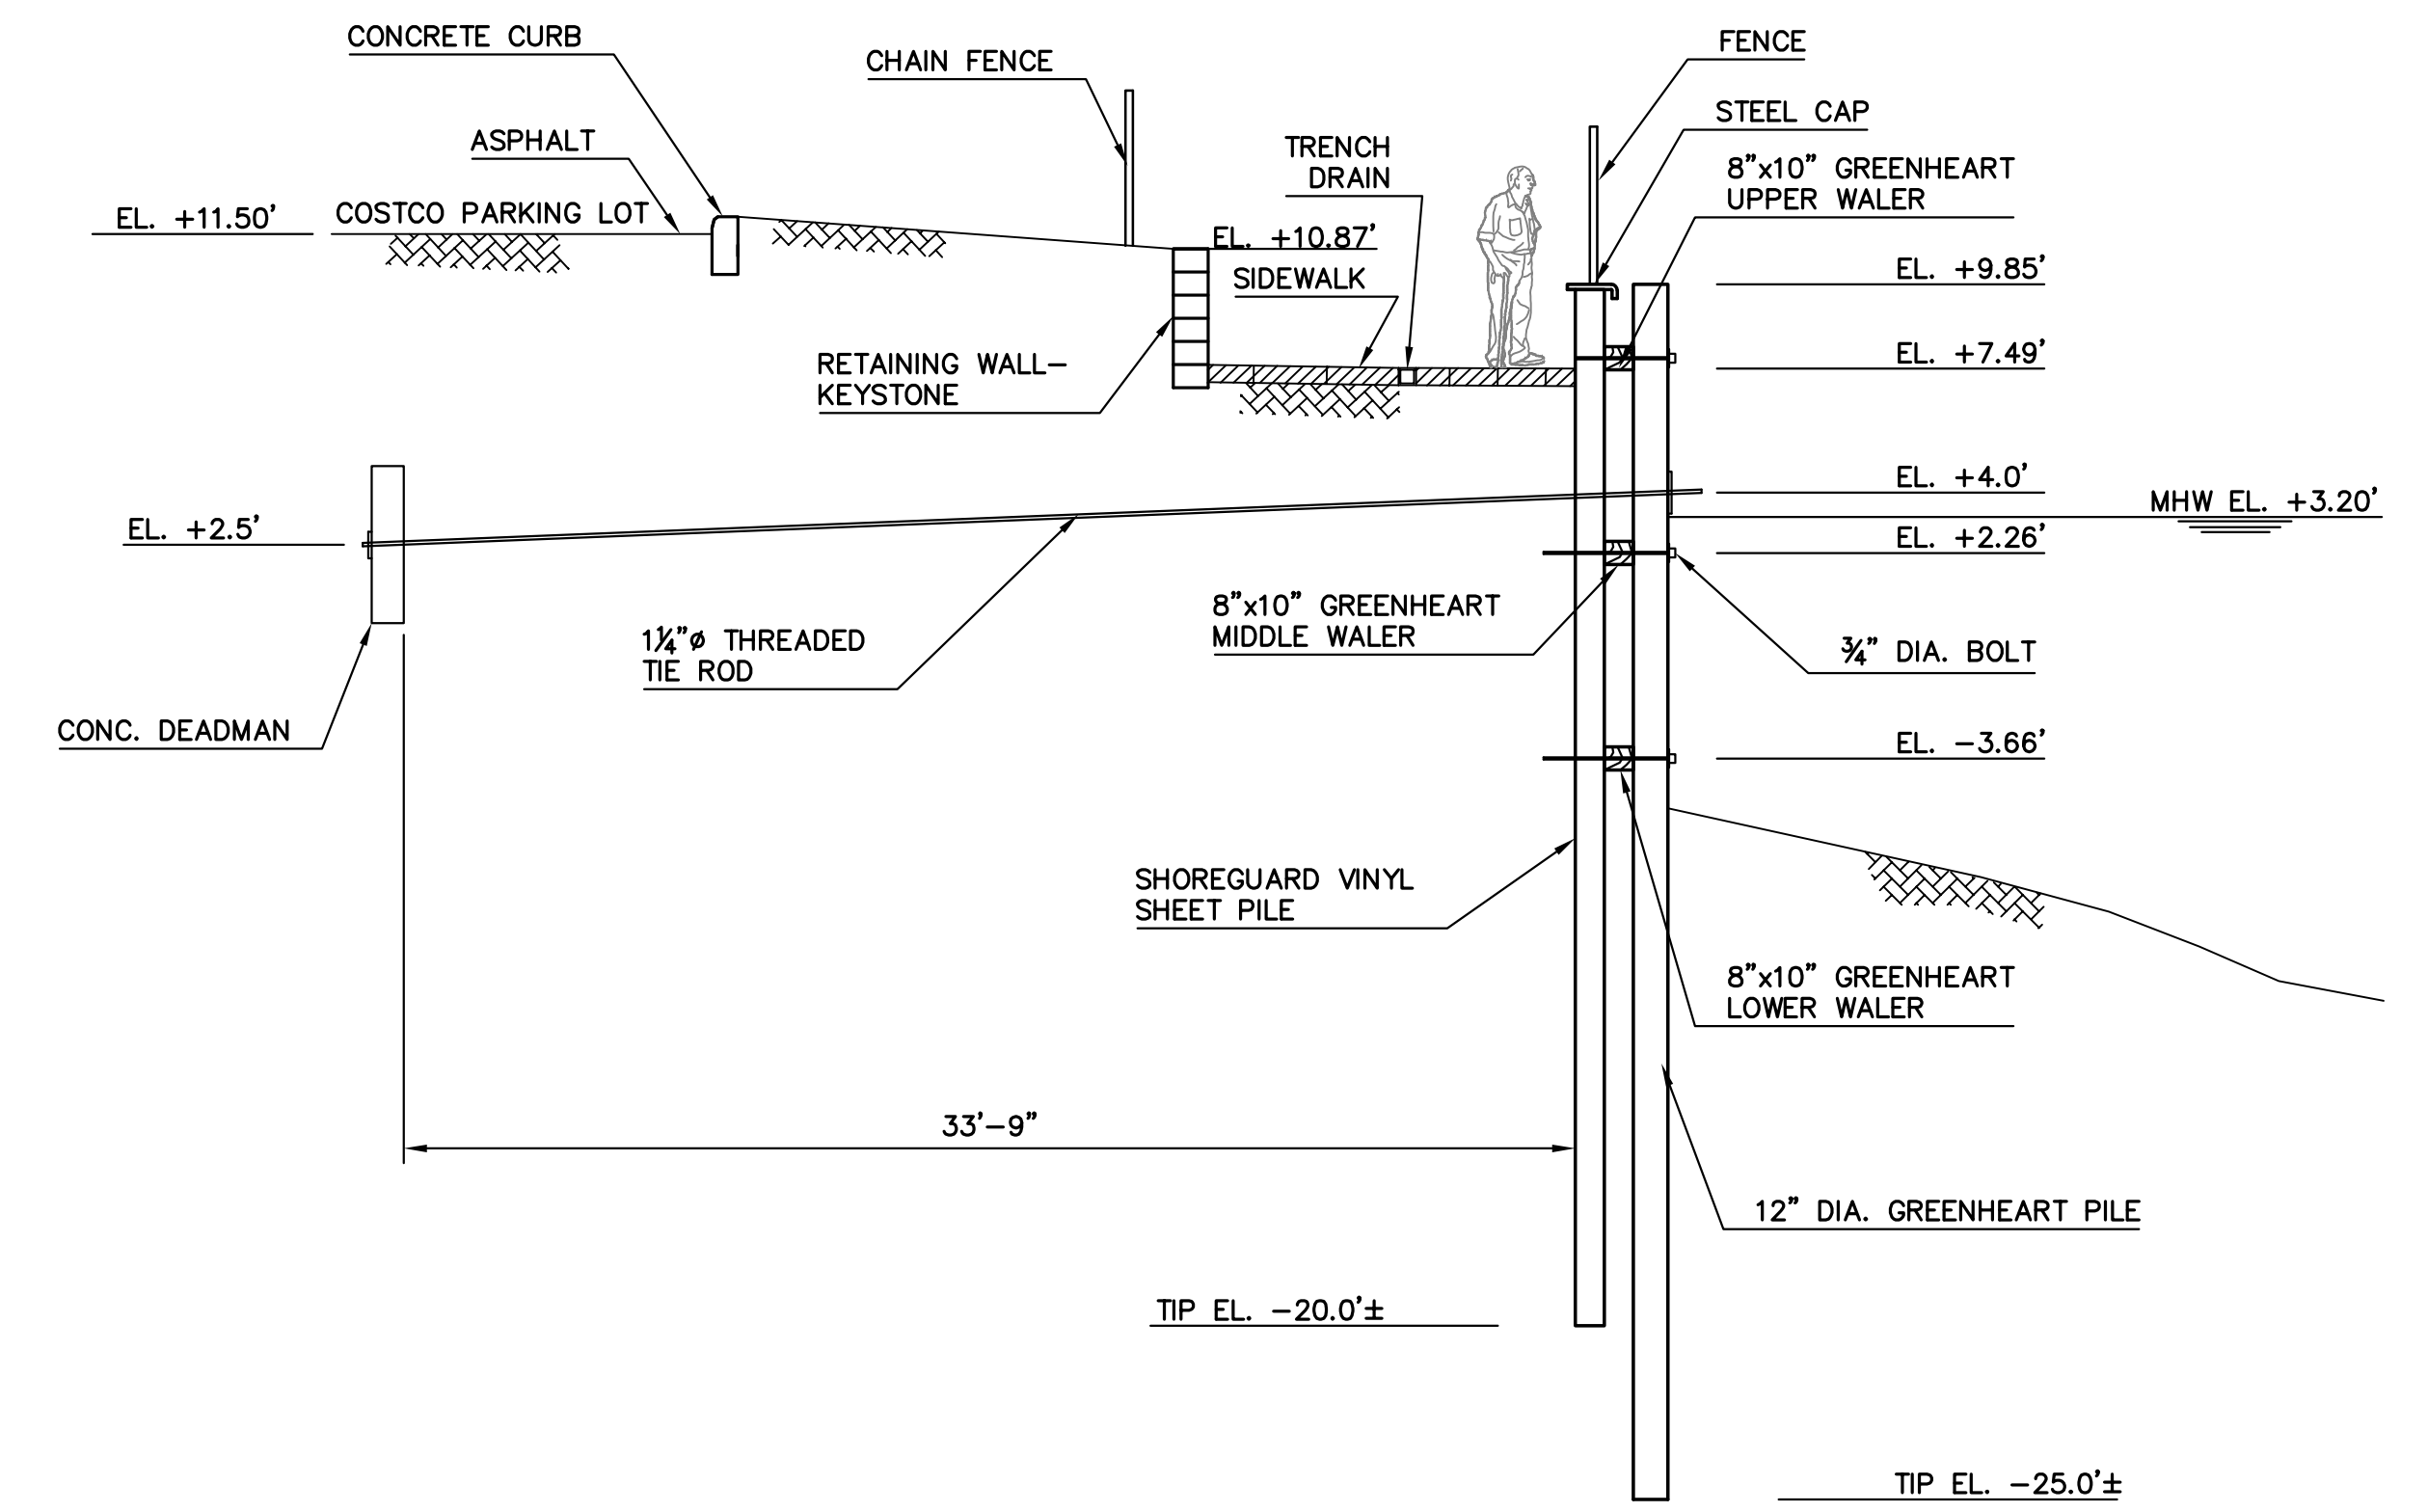 CONCRETE CURB
CHAIN FENCE
FENCE
STEEL CAP
ASPHALT
TRENCH
DRAIN
8"x10" GREENHEART
UPPER WALER
EL. +11.50'
COSTCO PARKING LOT
EL. +10.87'
SIDEWALK
EL. +9.85'
RETAINING WALL-
KEYSTONE
EL. +7.49'
EL. +4.0'
MHW EL. +3.20'
EL. +2.5'
EL. +2.26'
8"x10" GREENHEART
MIDDLE WALER
1¼"ø THREADED
TIE ROD
¾" DIA. BOLT
CONC. DEADMAN
EL. -3.66'
SHOREGUARD VINYL
SHEET PILE
8"x10" GREENHEART
LOWER WALER
33'-9"
12" DIA. GREENHEART PILE
TIP EL. -20.0'±
TIP EL. -25.0'±